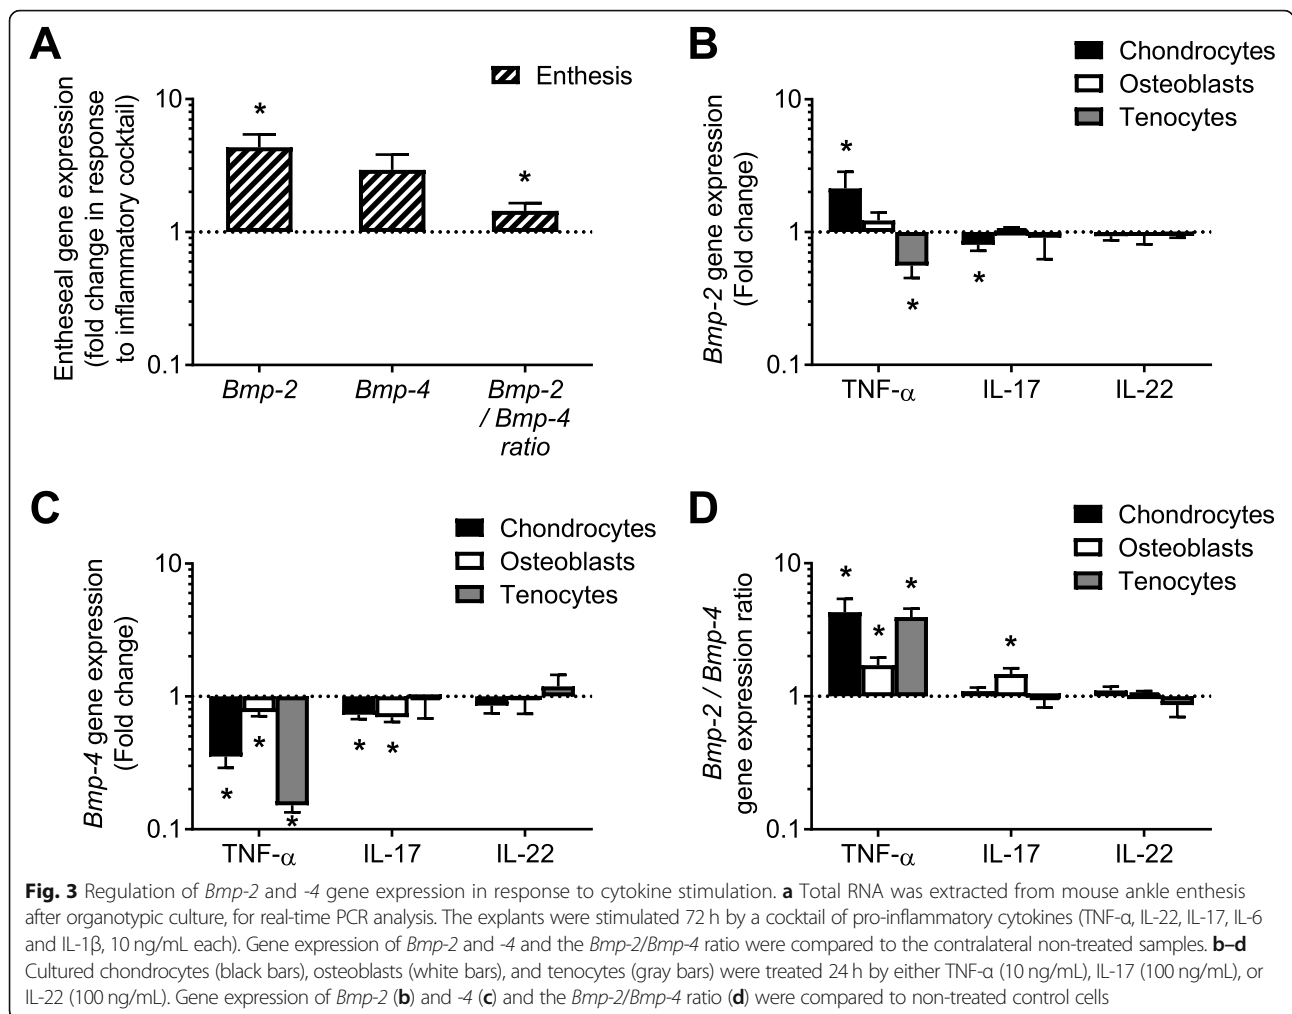 A
Entheseal gene expression
(fold change in response
to inflammatory cocktail)
Enthesis
10
1
0.1
*
*
Bmp-2
Bmp-4
Bmp-2
/ Bmp-4
ratio
B
Bmp-2 gene expression
(Fold change)
Chondrocytes
Osteoblasts
Tenocytes
10
1
0.1
*
*
*
TNF-α
IL-17
IL-22
C
Bmp-4 gene expression
(Fold change)
Chondrocytes
Osteoblasts
Tenocytes
10
1
0.1
*
*
*
*
*
TNF-α
IL-17
IL-22
D
Bmp-2 / Bmp-4
gene expression ratio
Chondrocytes
Osteoblasts
Tenocytes
10
1
0.1
*
*
*
*
TNF-α
IL-17
IL-22
Fig. 3 Regulation of Bmp-2 and -4 gene expression in response to cytokine stimulation. a Total RNA was extracted from mouse ankle enthesis
after organotypic culture, for real-time PCR analysis. The explants were stimulated 72 h by a cocktail of pro-inflammatory cytokines (TNF-α, IL-22, IL-17, IL-6
and IL-1β, 10 ng/mL each). Gene expression of Bmp-2 and -4 and the Bmp-2/Bmp-4 ratio were compared to the contralateral non-treated samples. b–d
Cultured chondrocytes (black bars), osteoblasts (white bars), and tenocytes (gray bars) were treated 24 h by either TNF-α (10 ng/mL), IL-17 (100 ng/mL), or
IL-22 (100 ng/mL). Gene expression of Bmp-2 (b) and -4 (c) and the Bmp-2/Bmp-4 ratio (d) were compared to non-treated control cells